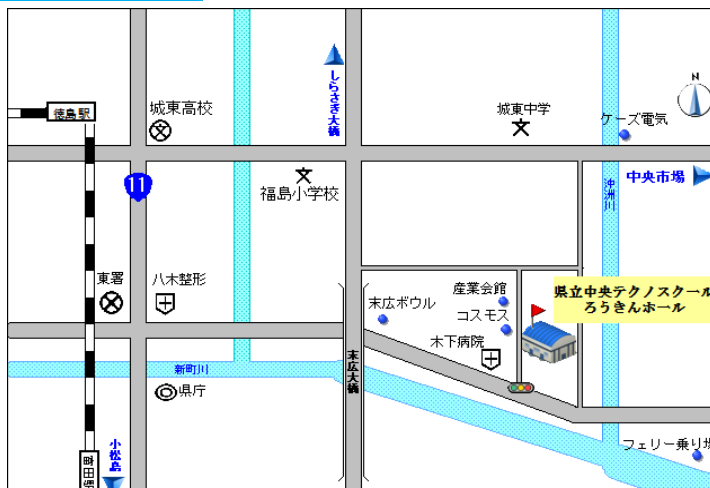 徳島駅
城東高校
しらさぎ大橋
城東中学
N
ケーズ電気
11
福島小学校
中央市場
沖洲川
東署
八木整形
末広ボウル
産業会館
コスモス
木下病院
県立中央テクノスクール
ろうきんホール
新町川
末広大橋
県庁
小松島
フェリー乗り場